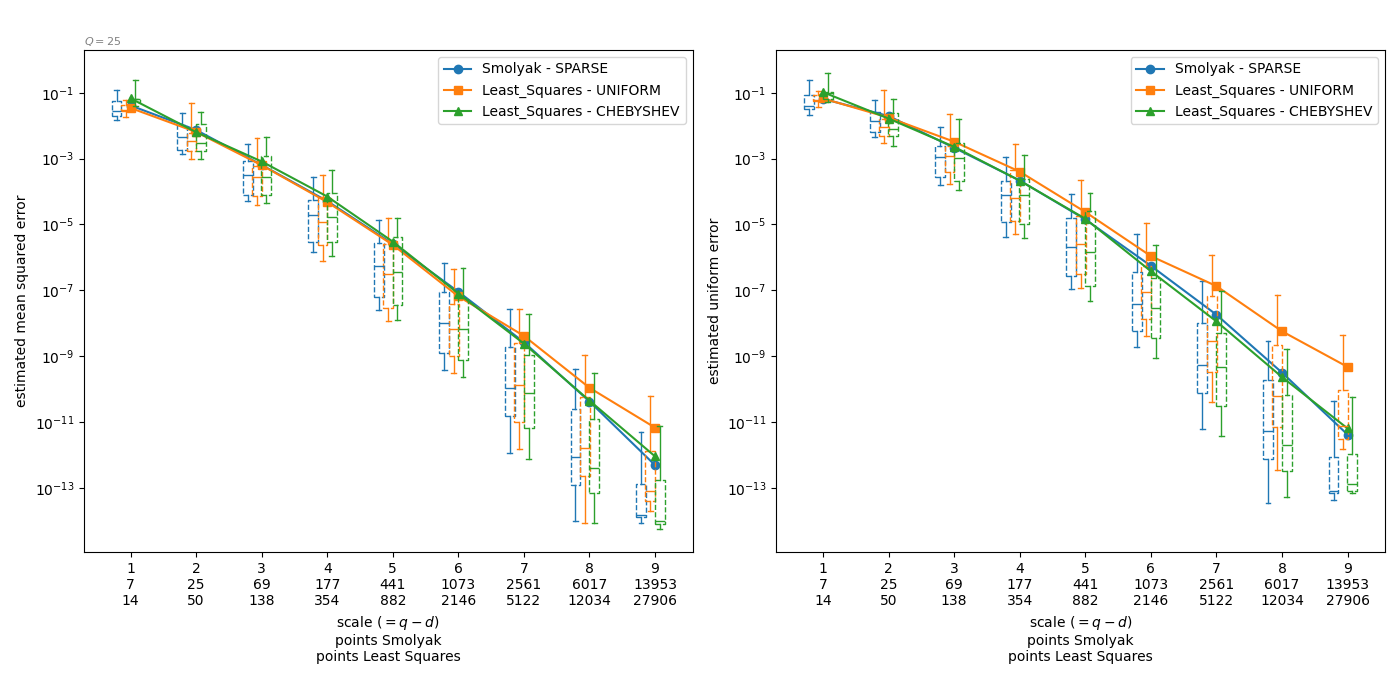 Q = 25
Smolyak - SPARSE
Least_Squares - UNIFORM
Least_Squares - CHEBYSHEV
estimated mean squared error
10⁻¹
10⁻³
10⁻⁵
10⁻⁷
10⁻⁹
10⁻¹¹
10⁻¹³
1 2 3 4 5 6 7 8 9
7 25 69 177 441 1073 2561 6017 13953
14 50 138 354 882 2146 5122 12034 27906
scale (= q − d)
points Smolyak
points Least Squares
Smolyak - SPARSE
Least_Squares - UNIFORM
Least_Squares - CHEBYSHEV
estimated uniform error
10⁻¹
10⁻³
10⁻⁵
10⁻⁷
10⁻⁹
10⁻¹¹
10⁻¹³
1 2 3 4 5 6 7 8 9
7 25 69 177 441 1073 2561 6017 13953
14 50 138 354 882 2146 5122 12034 27906
scale (= q − d)
points Smolyak
points Least Squares